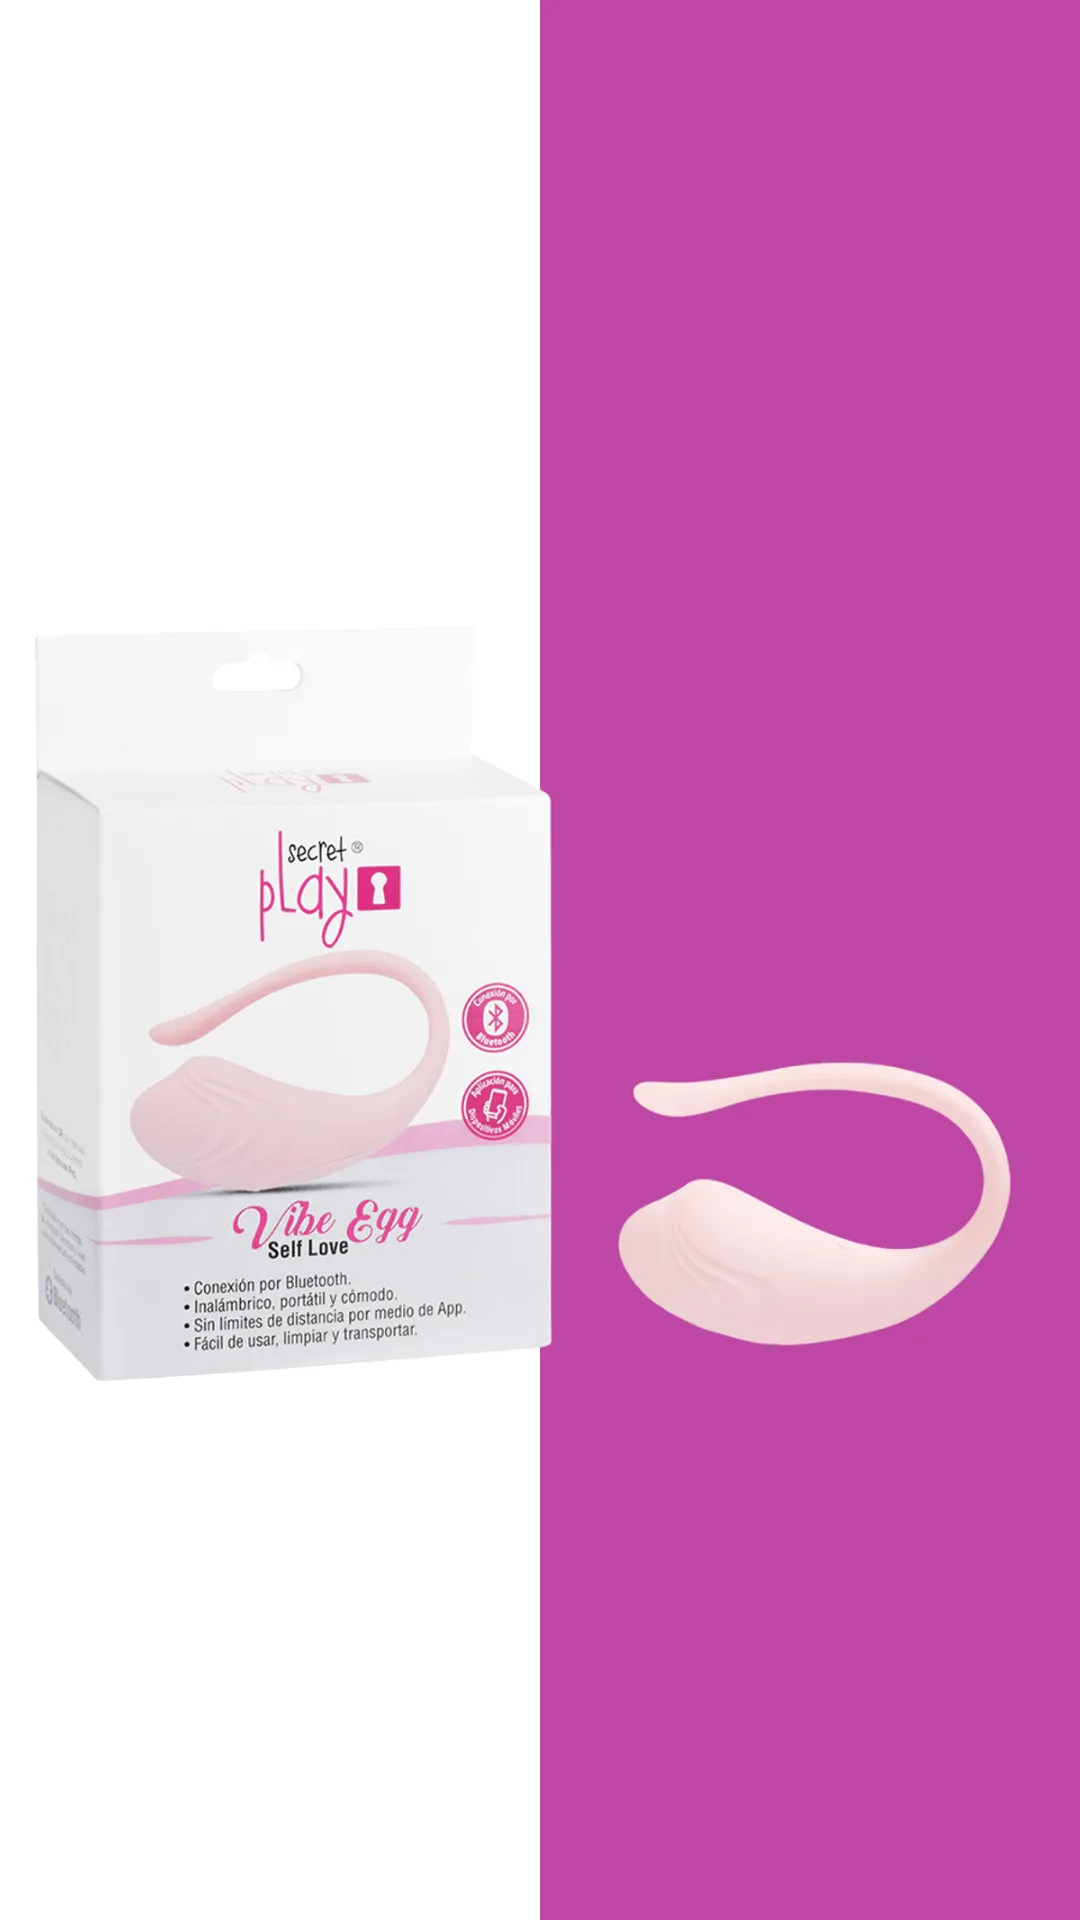 secret ®
play
Conexión por
Bluetooth
Aplicación para
Dispositivos Móviles
Vibe Egg
Self Love
• Conexión por Bluetooth.
• Inalámbrico, portátil y cómodo.
• Sin límites de distancia por medio de App.
• Fácil de usar, limpiar y transportar.
Bluetooth